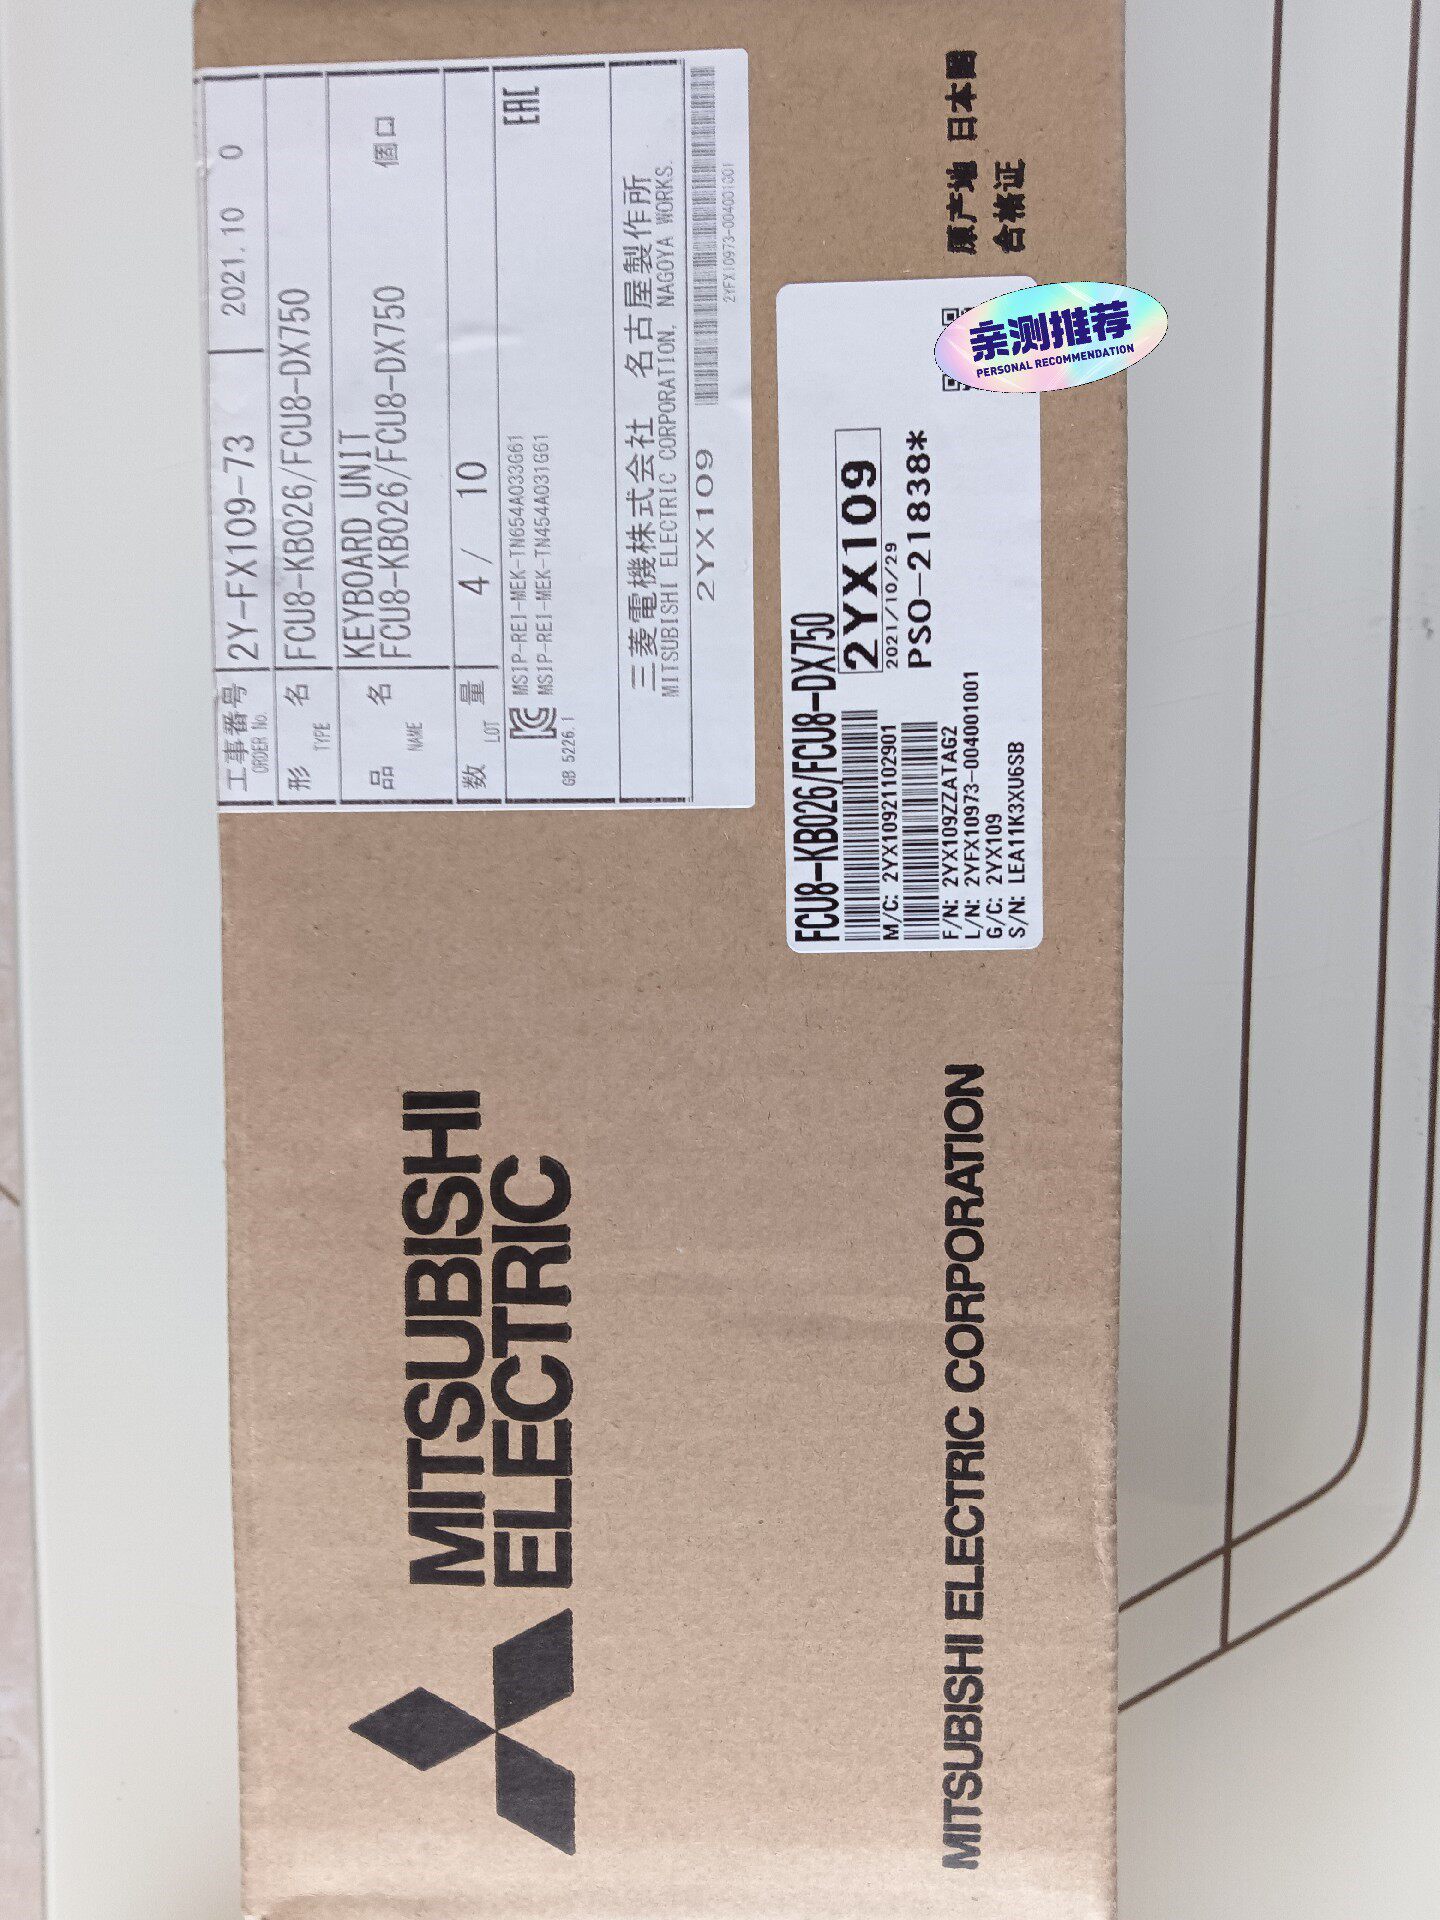 MITSUBISHI
ELECTRIC
MITSUBISHI ELECTRIC CORPORATION
工事番号 2Y-FX109-73 2021.10 0
ORDER No.
形 名 FCU8-KB026/FCU8-DX750
TYPE
KEYBOARD UNIT
品 名 FCU8-KB026/FCU8-DX750 個口
NAME
数 量 4/ 10
LOT
MSIP-REI-MEK-TN654A033G61 EAC
MSIP-REI-MEK-TN454A031G61
GB 5226.1
三菱電機株式会社 名古屋製作所
MITSUBISHI ELECTRIC CORPORATION, NAGOYA WORKS.
2YX109
2YFX10973-004001001
FCU8-KB026/FCU8-DX750
2YX109
M/C: 2YX10921102901
2021/10/29
PSO-21838*
F/N: 2YX109ZZATAG2
L/N: 2YFX10973-004001001
G/C: 2YX109
S/N: LEA11K3XU6SB
原产地 日本国
合格证
亲测推荐
PERSONAL RECOMMENDATION